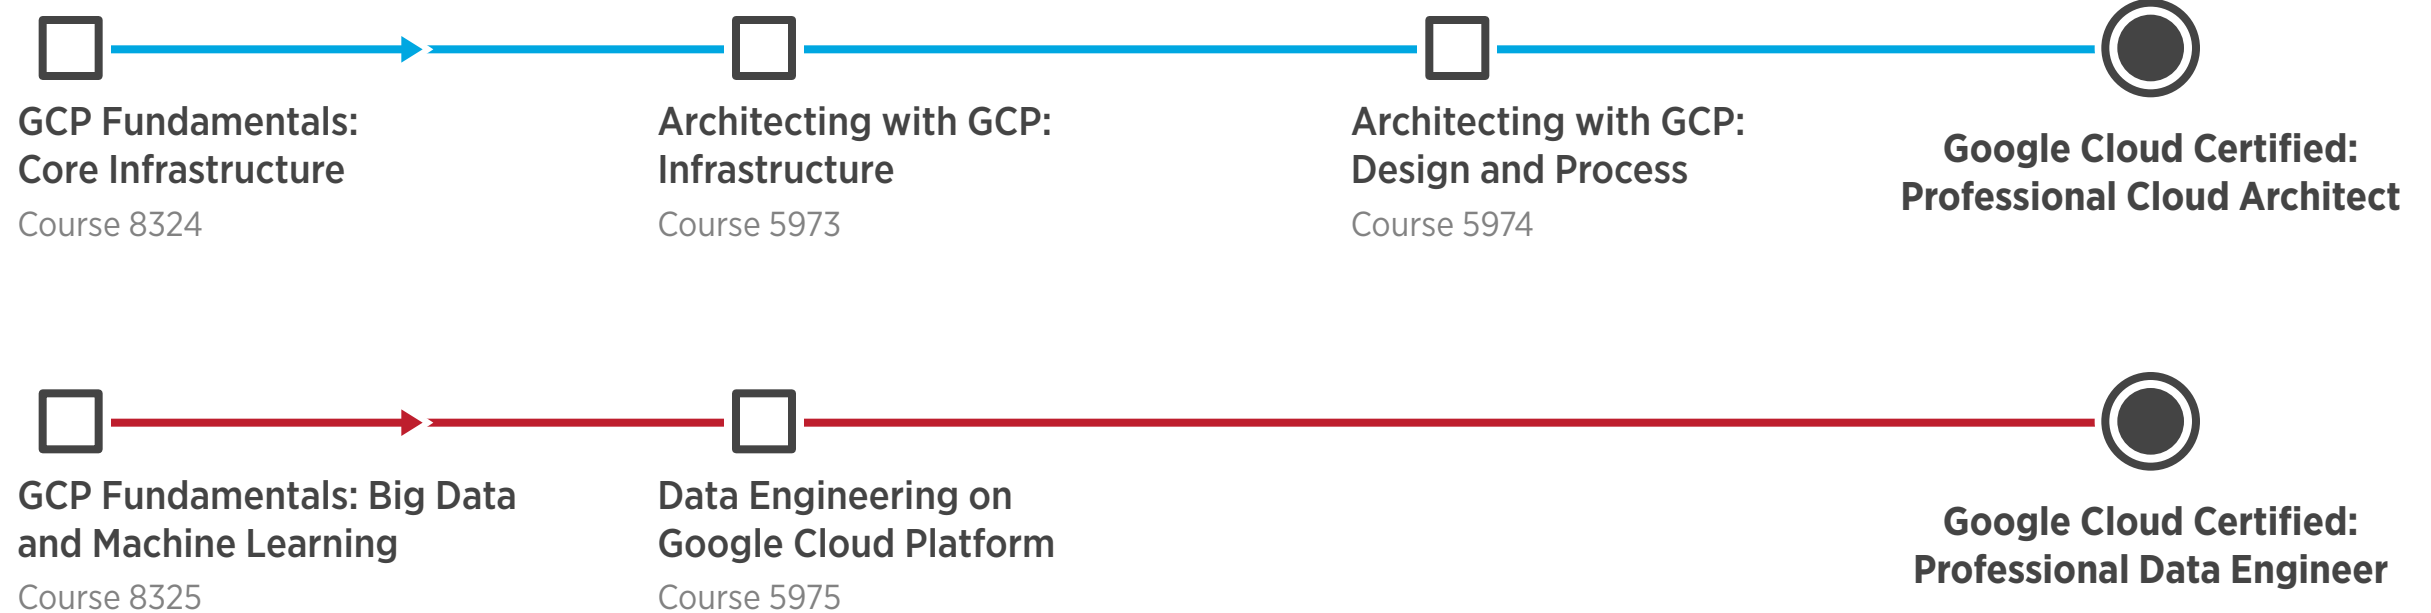 GCP Fundamentals:
Core Infrastructure
Course 8324
Architecting with GCP:
Infrastructure
Course 5973
Architecting with GCP:
Design and Process
Course 5974
Google Cloud Certified:
Professional Cloud Architect
GCP Fundamentals: Big Data
and Machine Learning
Course 8325
Data Engineering on
Google Cloud Platform
Course 5975
Google Cloud Certified:
Professional Data Engineer